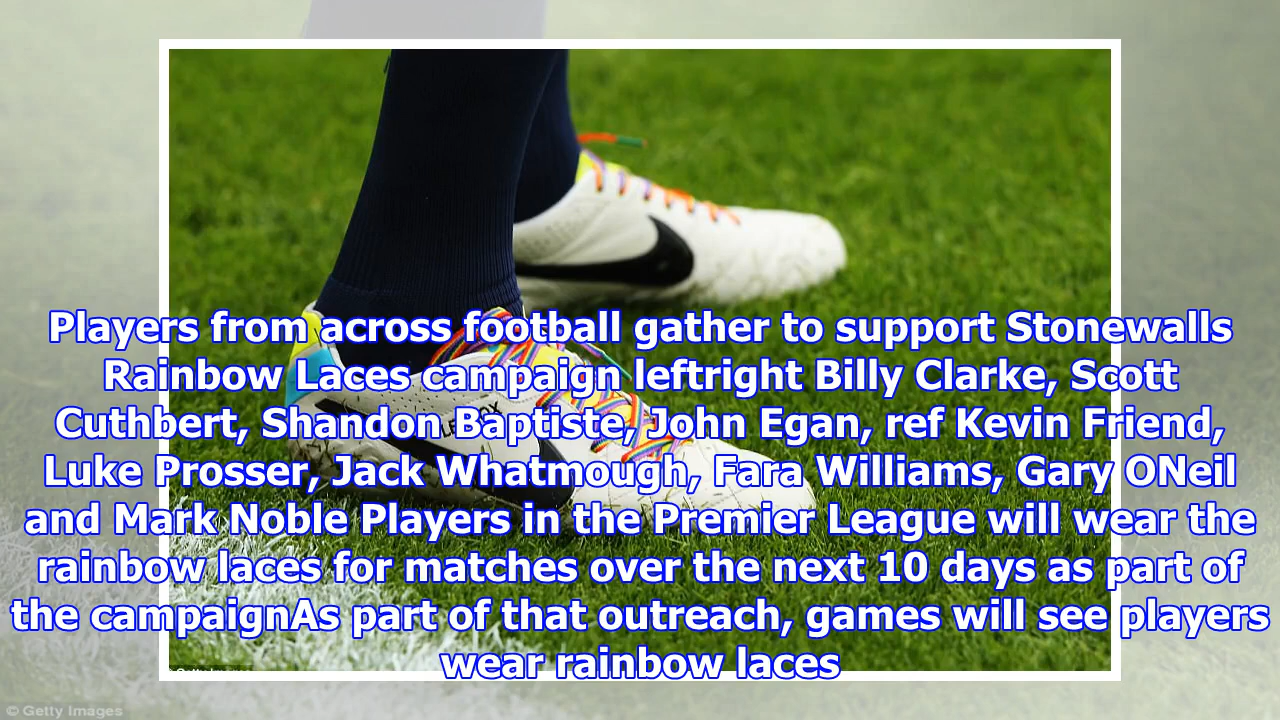 Players from across football gather to support Stonewalls
Rainbow Laces campaign leftright Billy Clarke, Scott
Cuthbert, Shandon Baptiste, John Egan, ref Kevin Friend,
Luke Prosser, Jack Whatmough, Fara Williams, Gary ONeil
and Mark Noble Players in the Premier League will wear the
rainbow laces for matches over the next 10 days as part of
the campaignAs part of that outreach, games will see players
wear rainbow laces
© Getty Images